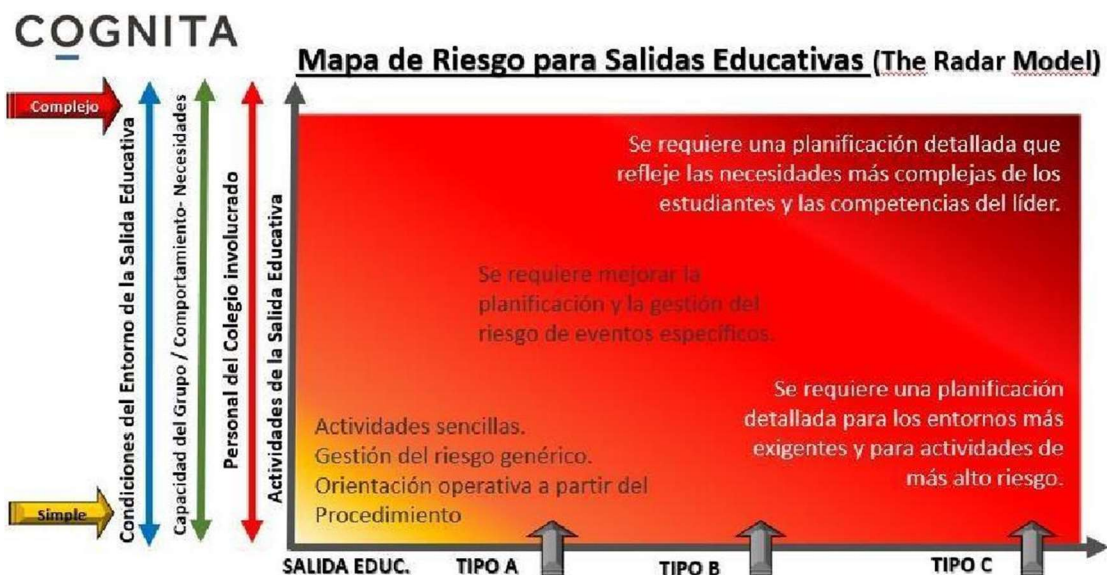 COGNITA
Mapa de Riesgo para Salidas Educativas (The Radar Model)
Complejo
Simple
Condiciones del Entorno de la Salida Educativa
Capacidad del Grupo / Comportamiento- Necesidades
Personal del Colegio involucrado
Actividades de la Salida Educativa
Se requiere una planificación detallada que
refleje las necesidades más complejas de los
estudiantes y las competencias del líder.
Se requiere mejorar la
planificación y la gestión del
riesgo de eventos específicos.
Se requiere una planificación
detallada para los entornos más
exigentes y para actividades de
más alto riesgo.
Actividades sencillas.
Gestión del riesgo genérico.
Orientación operativa a partir del
Procedimiento
SALIDA EDUC.
TIPO A
TIPO B
TIPO C